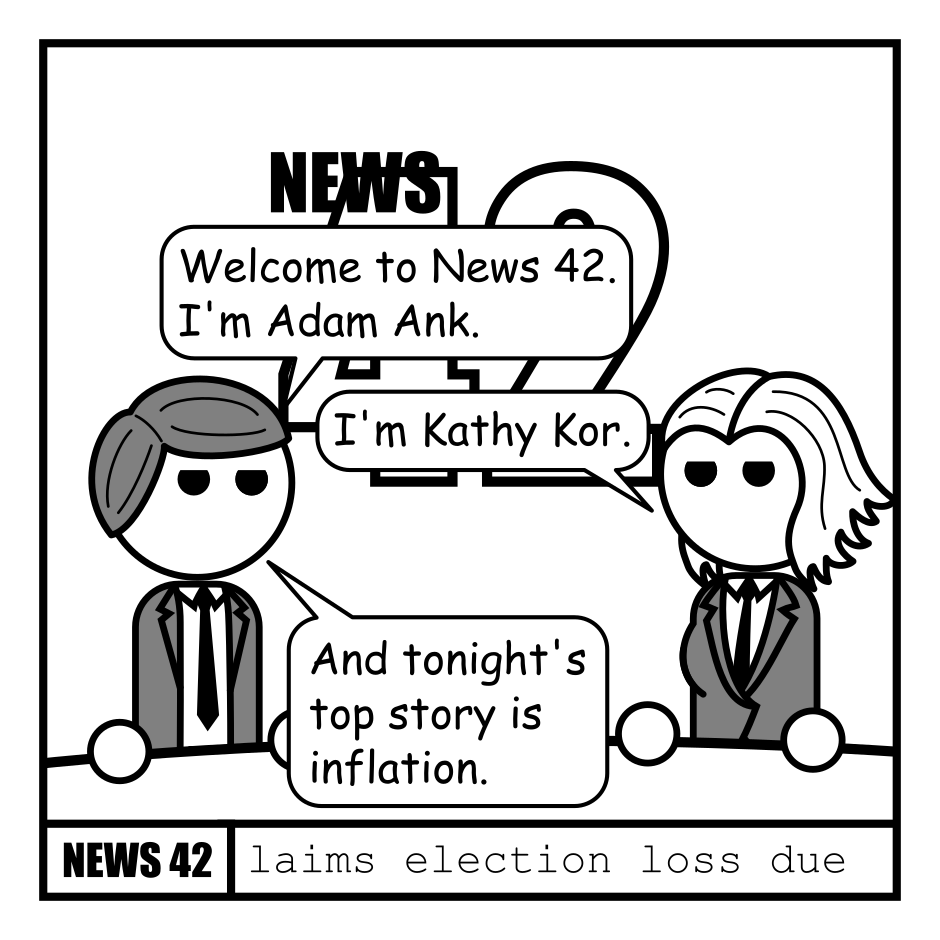 NEWS
42
Welcome to News 42.
I'm Adam Ank.
I'm Kathy Kor.
And tonight's
top story is
inflation.
NEWS 42
laims election loss due